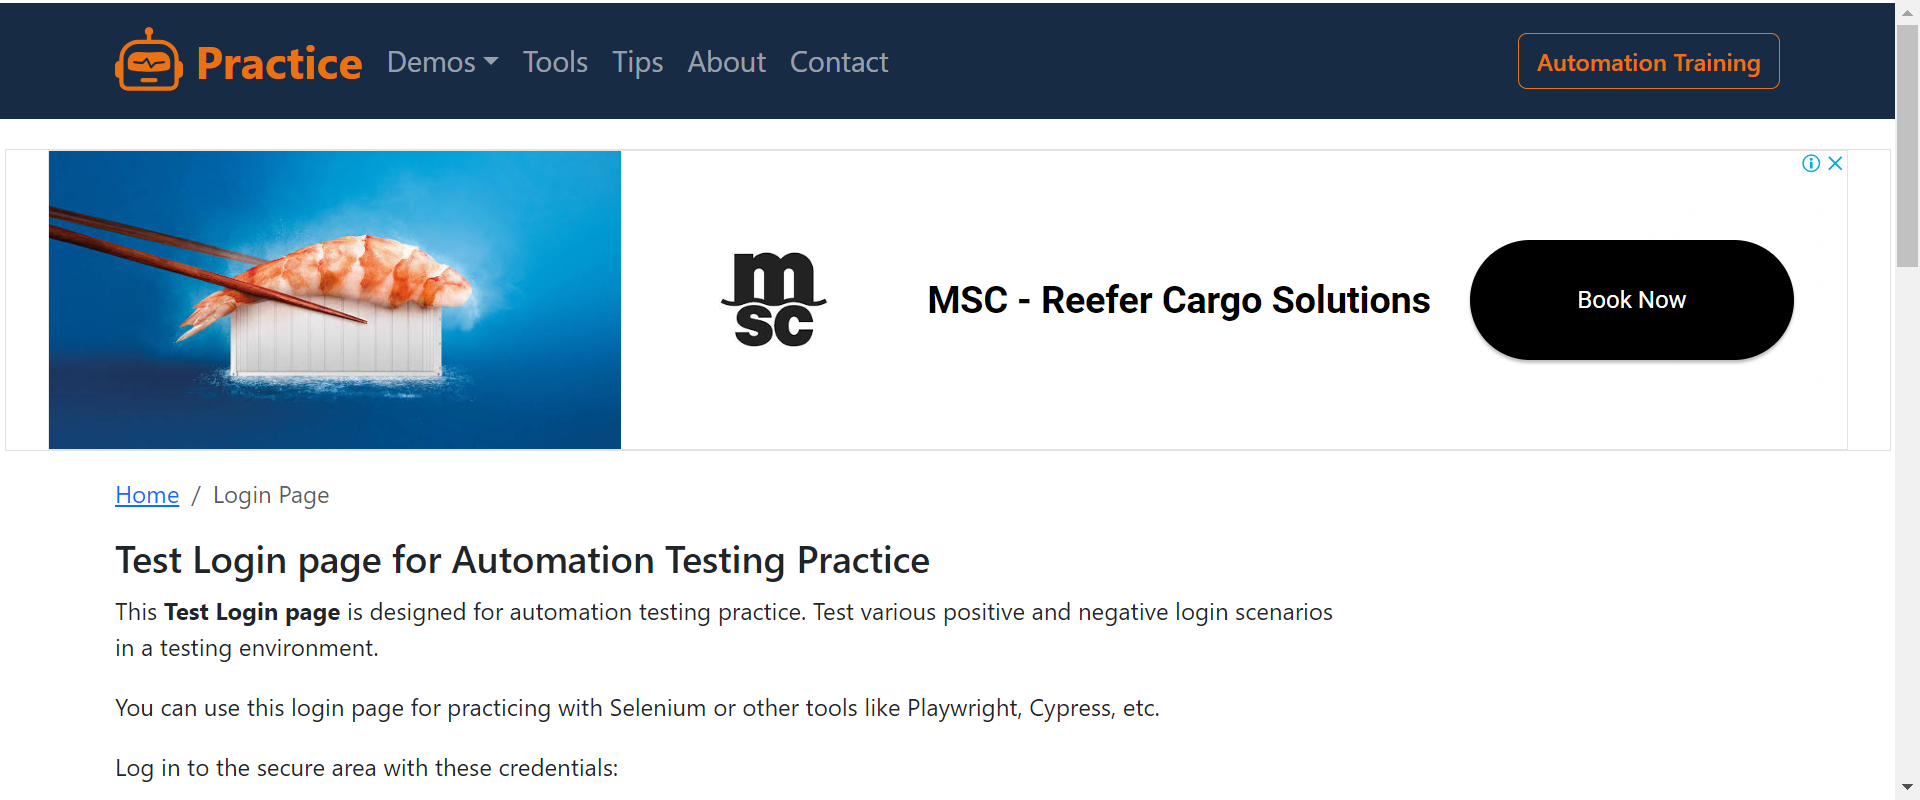 Practice
Demos Tools Tips About Contact
Automation Training
m
sc
MSC - Reefer Cargo Solutions
Book Now
Home / Login Page
Test Login page for Automation Testing Practice
This Test Login page is designed for automation testing practice. Test various positive and negative login scenarios
in a testing environment.
You can use this login page for practicing with Selenium or other tools like Playwright, Cypress, etc.
Log in to the secure area with these credentials: